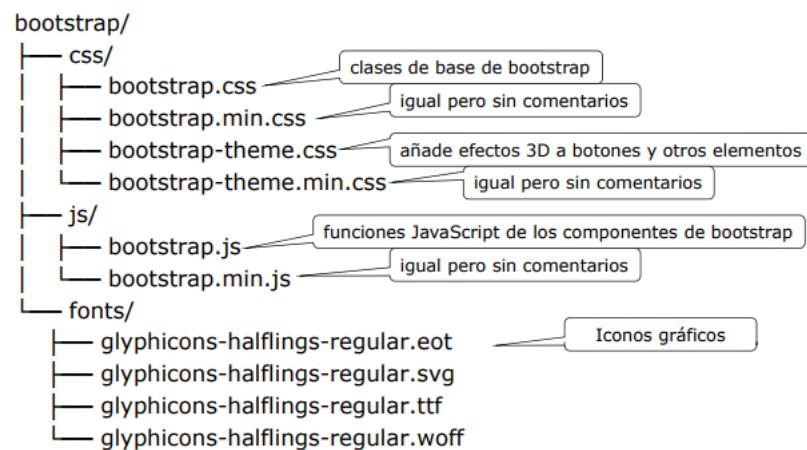 bootstrap/
├── css/
│ ├── bootstrap.css
clases de base de bootstrap
│ ├── bootstrap.min.css
igual pero sin comentarios
│ ├── bootstrap-theme.css
añade efectos 3D a botones y otros elementos
│ └── bootstrap-theme.min.css
igual pero sin comentarios
├── js/
│ ├── bootstrap.js
funciones JavaScript de los componentes de bootstrap
│ └── bootstrap.min.js
igual pero sin comentarios
└── fonts/
├── glyphicons-halflings-regular.eot
Iconos gráficos
├── glyphicons-halflings-regular.svg
├── glyphicons-halflings-regular.ttf
└── glyphicons-halflings-regular.woff